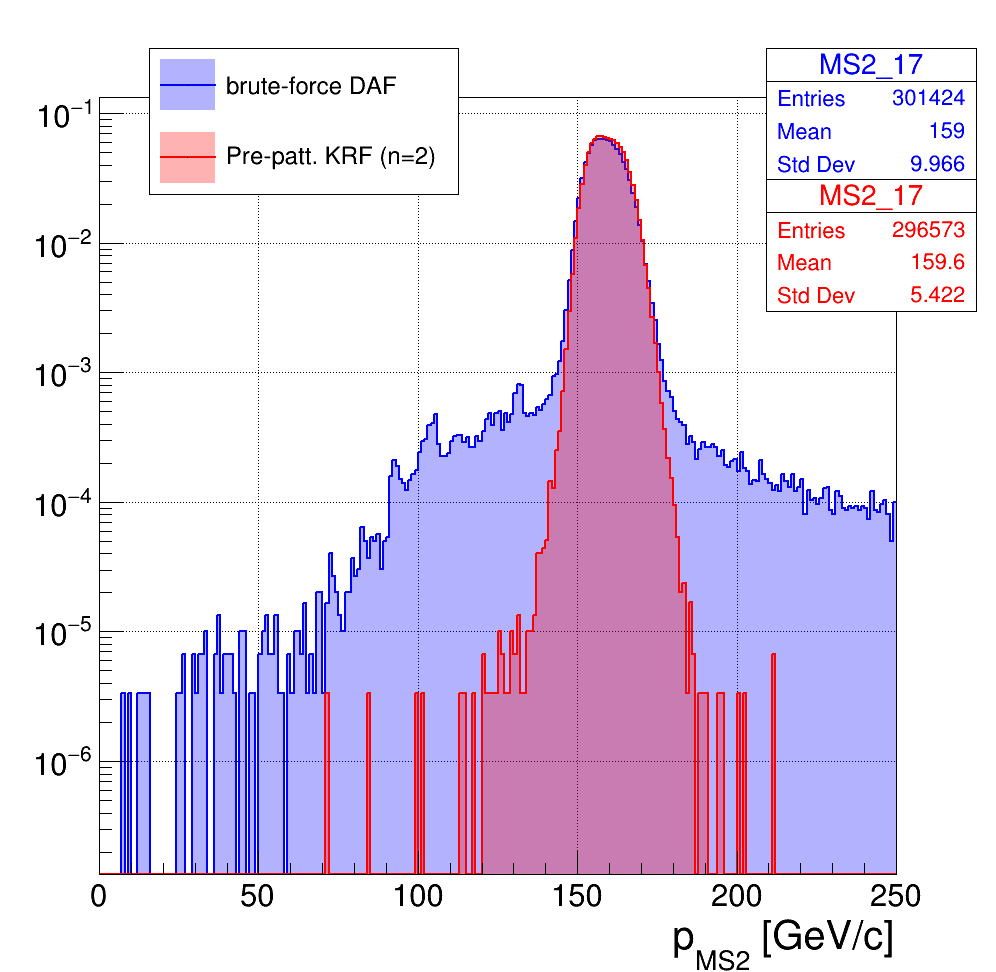 brute-force DAF
Pre-patt. KRF (n=2)
MS2_17
Entries 301424
Mean 159
Std Dev 9.966
MS2_17
Entries 296573
Mean 159.6
Std Dev 5.422
10−1
10−2
10−3
10−4
10−5
10−6
0 50 100 150 200 250
pMS2 [GeV/c]